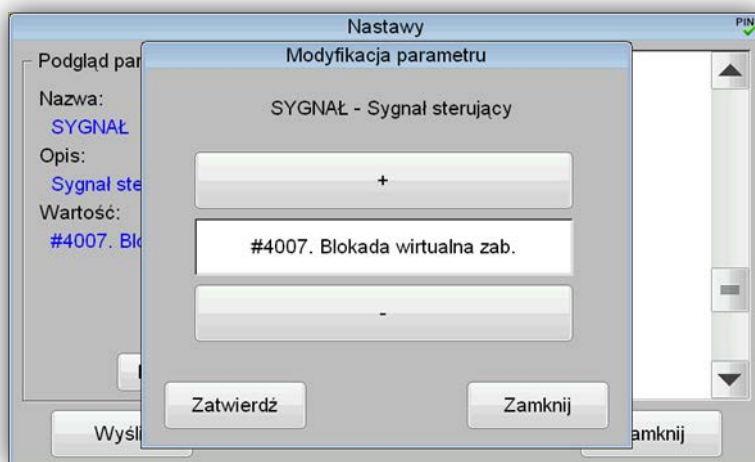 Nastawy
PIN
Modyfikacja parametru
Podgląd par
Nazwa:
SYGNAŁ
Opis:
Sygnał ste
Wartość:
#4007. Blo
SYGNAŁ - Sygnał sterujący
+
#4007. Blokada wirtualna zab.
-
Zatwierdź
Zamknij
Wyśli
amknij